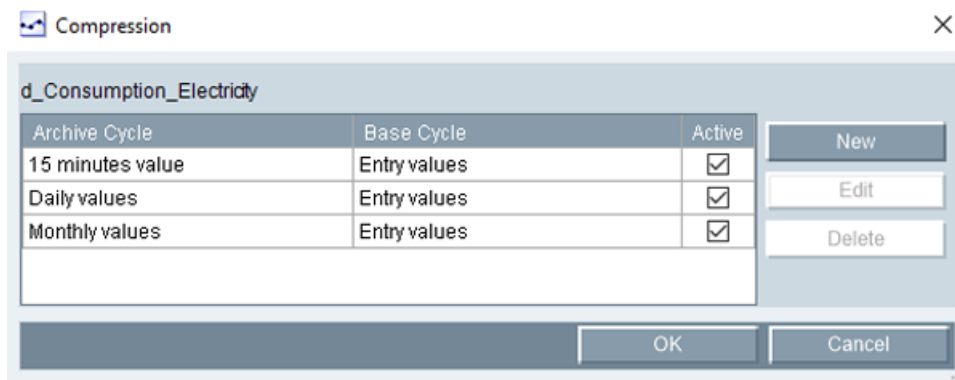 Compression
d_Consumption_Electricity
Archive Cycle Base Cycle Active
New
15 minutes value Entry values
Daily values Entry values
Edit
Monthly values Entry values
Delete
OK Cancel